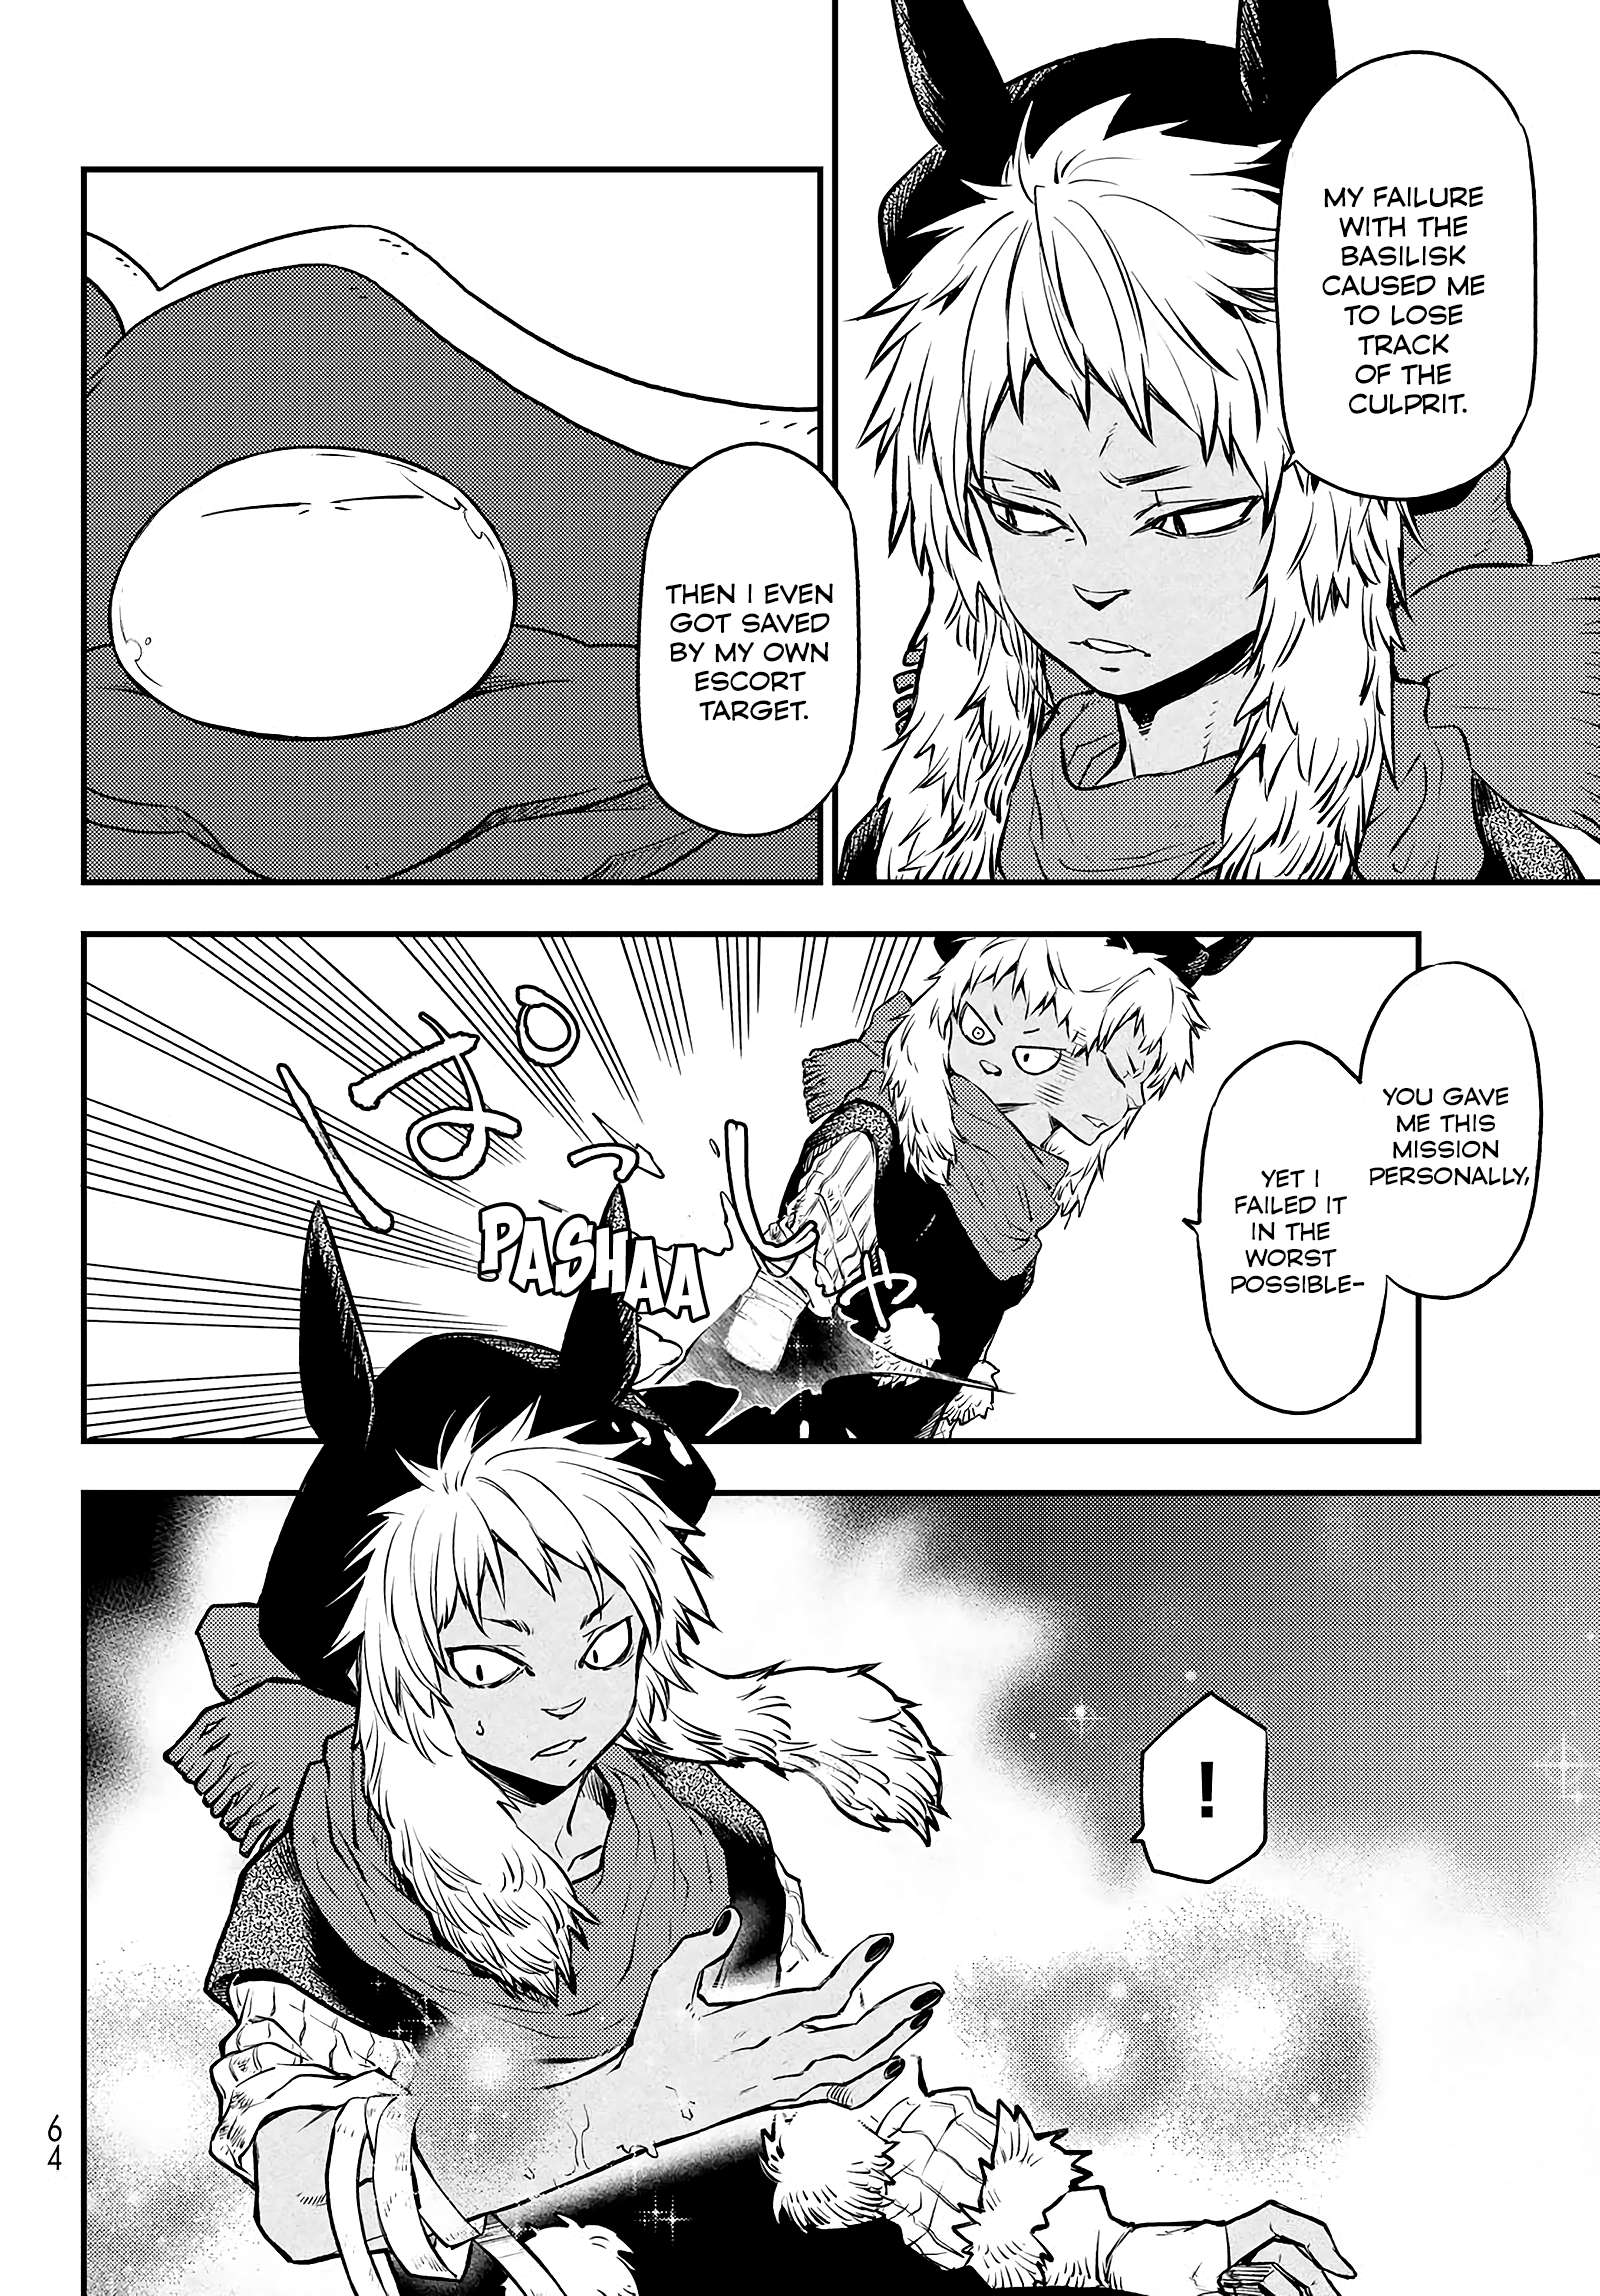 MY FAILURE
WITH THE
BASILISK
CAUSED ME
TO LOSE
TRACK
OF THE
CULPRIT.
THEN I EVEN
GOT SAVED
BY MY OWN
ESCORT
TARGET.
YOU GAVE
ME THIS
MISSION
PERSONALLY,
YET I
FAILED IT
IN THE
WORST
POSSIBLE-
ぱしゃっ
PASHAA
!
64